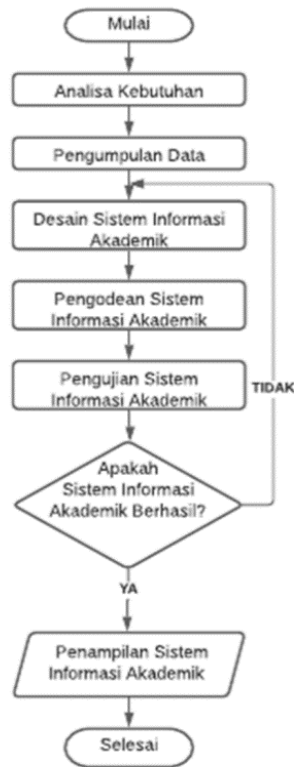 Mulai
Analisa Kebutuhan
Pengumpulan Data
Desain Sistem Informasi
Akademik
Pengodean Sistem
Informasi Akademik
Pengujian Sistem
Informasi Akademik
TIDAK
Apakah
Sistem Informasi
Akademik Berhasil?
YA
Penampilan Sistem
Informasi Akademik
Selesai